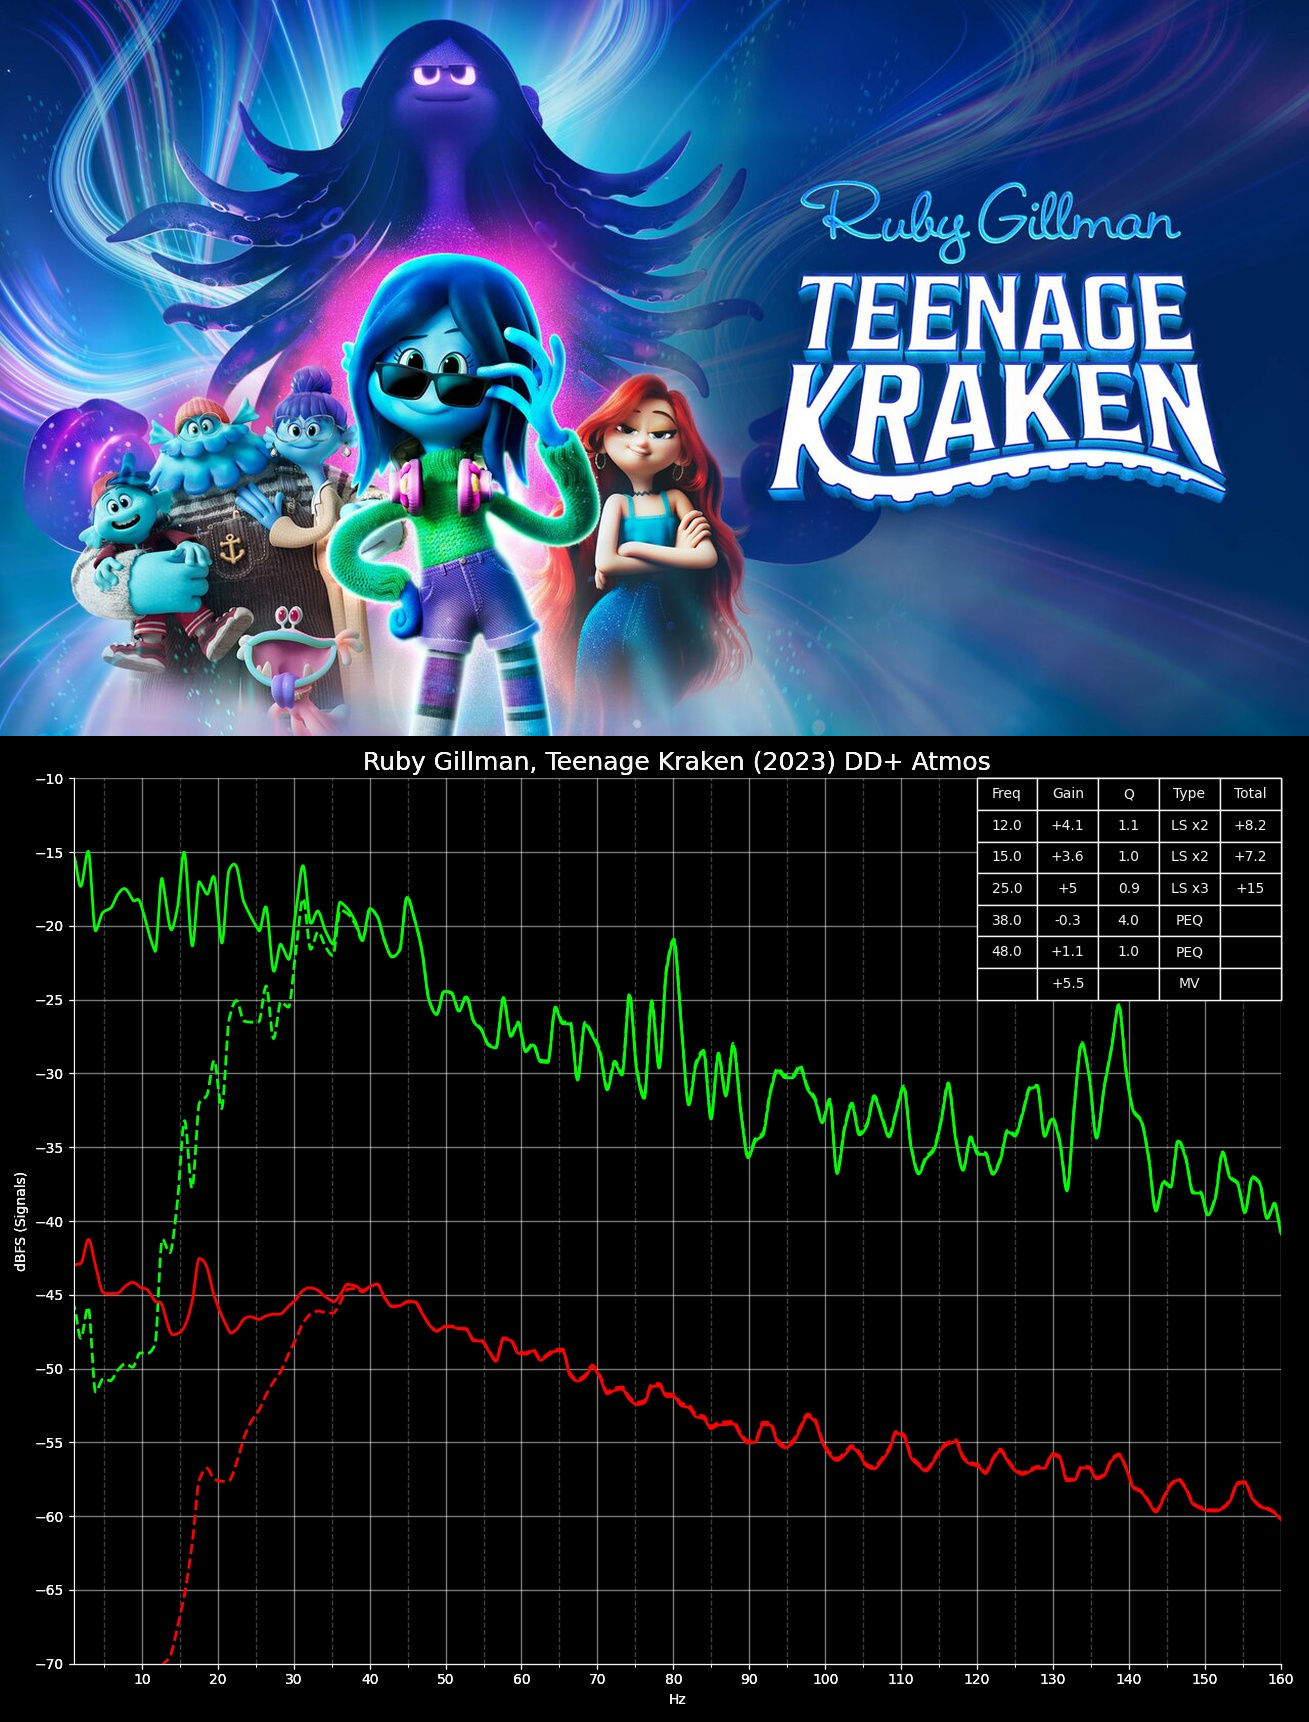 Ruby Gillman
TEENAGE
KRAKEN
Ruby Gillman, Teenage Kraken (2023) DD+ Atmos
Freq Gain Q Type Total
12.0 +4.1 1.1 LS x2 +8.2
15.0 +3.6 1.0 LS x2 +7.2
25.0 +5 0.9 LS x3 +15
38.0 -0.3 4.0 PEQ
48.0 +1.1 1.0 PEQ
+5.5 MV
−10
−15
−20
−25
−30
−35
−40
−45
−50
−55
−60
−65
−70
dBFS (Signals)
10 20 30 40 50 60 70 80 90 100 110 120 130 140 150 160
Hz